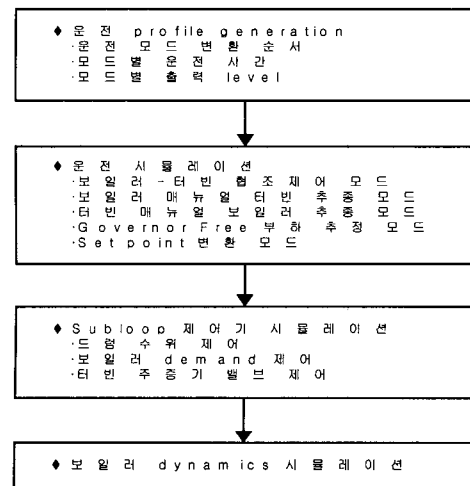 ◆ 운전 profile generation
·운전 모드 변환 순서
·모드별 운전 시간
·모드별 출력 level
◆ 운전 시뮬레이션
·보일러-터빈 협조제어 모드
·보일러 매뉴얼 터빈 추종 모드
·터빈 매뉴얼 보일러 추종 모드
·Governor Free 부하 추정 모드
·Set point 변환 모드
◆ Subloop 제어기 시뮬레이션
·드럼 수위 제어
·보일러 demand 제어
·터빈 주증기 밸브 제어
◆ 보일러 dynamics 시뮬레이션